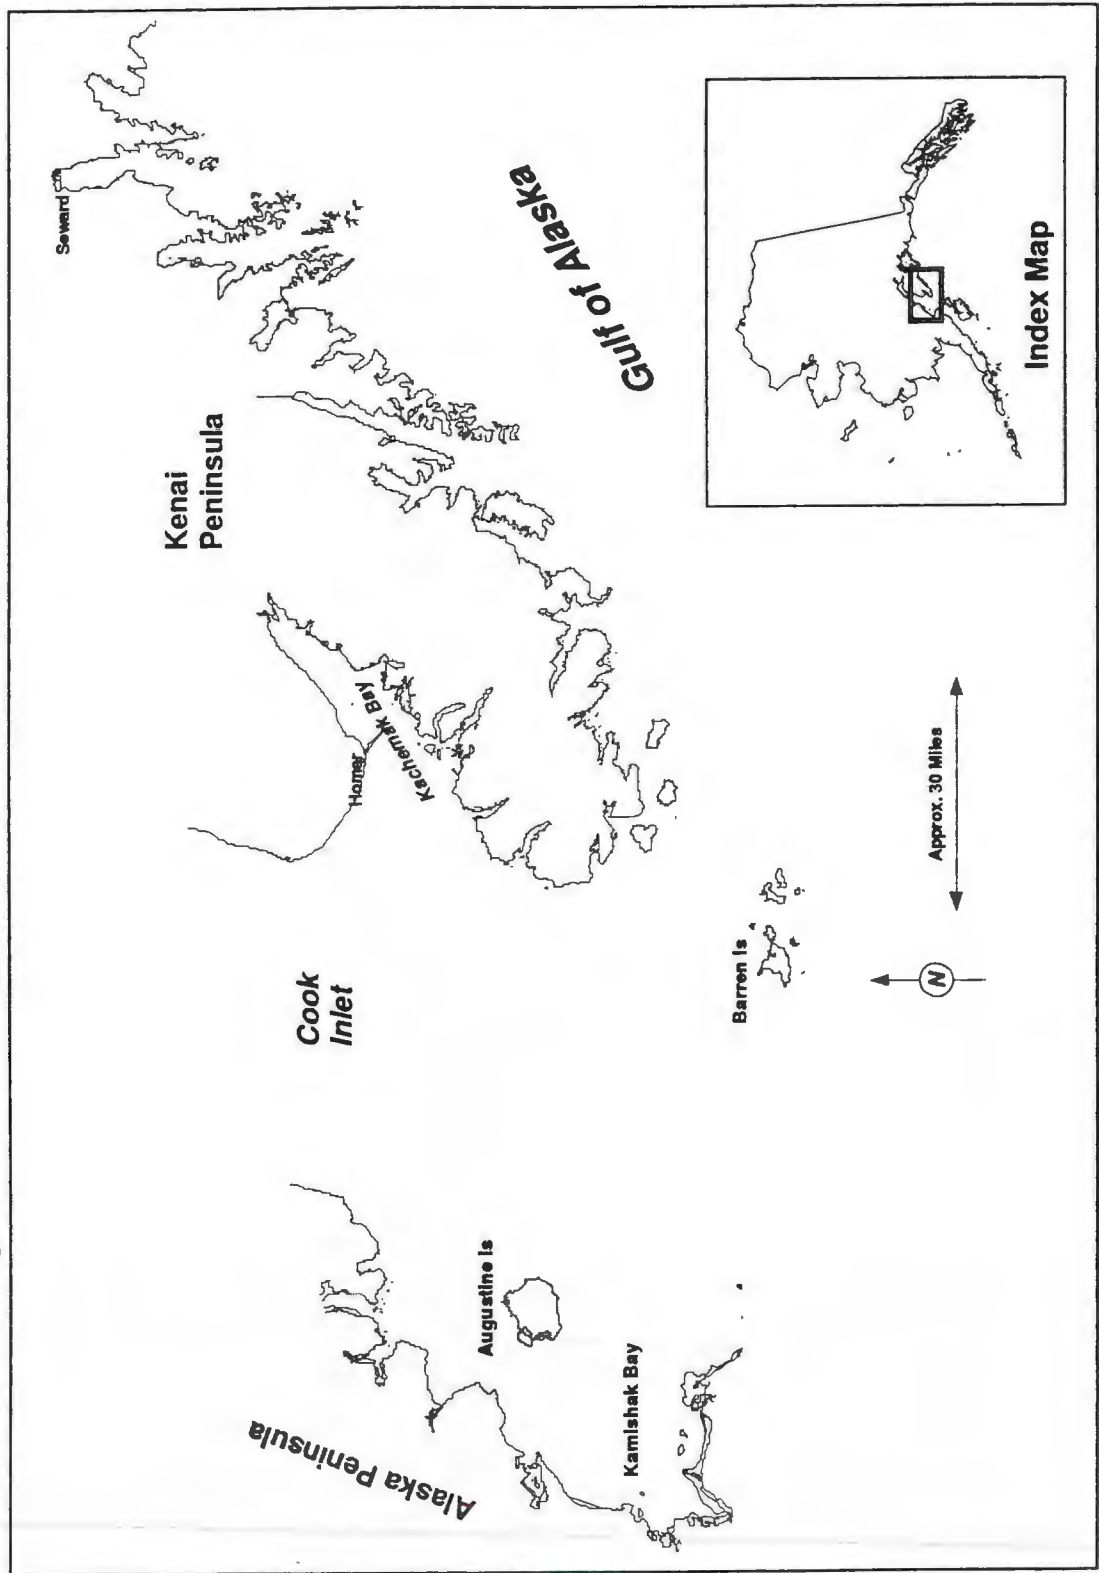 Seward
Kenai
Peninsula
Gulf of Alaska
Homer
Kachemak Bay
Cook
Inlet
Barren Is
Augustine Is
Kamishak Bay
Alaska Peninsula
N
Approx. 30 Miles
Index Map